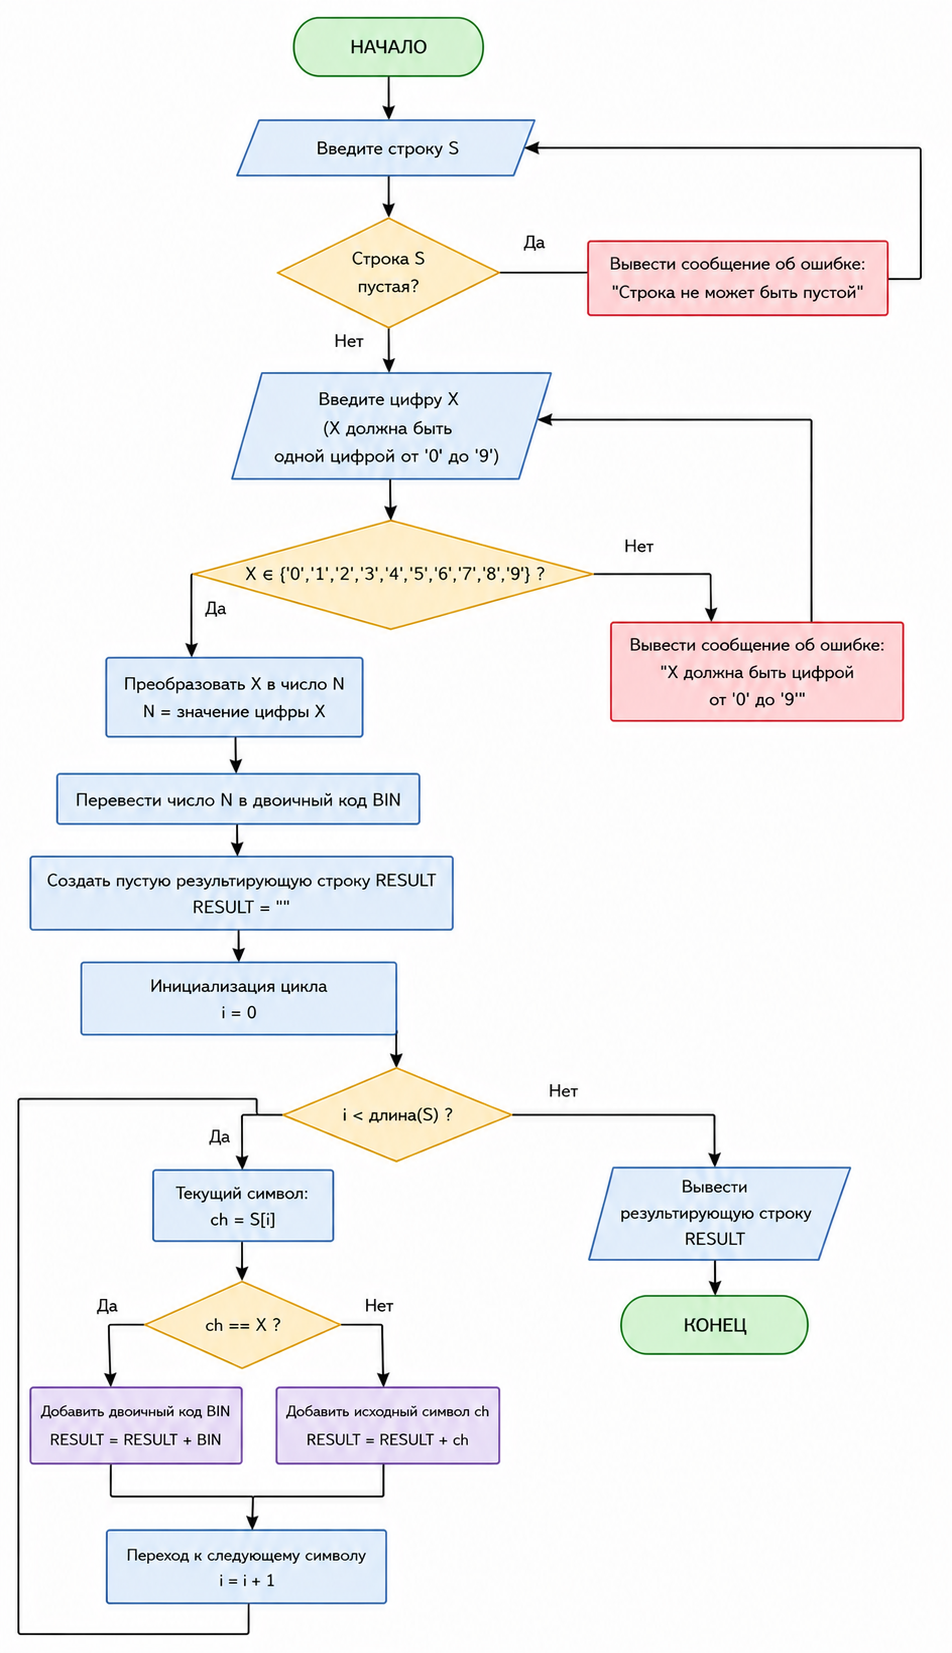 НАЧАЛО
Введите строку S
Строка S
пустая?
Да
Вывести сообщение об ошибке:
"Строка не может быть пустой"
Нет
Введите цифру X
(X должна быть
одной цифрой от '0' до '9')
X ∈ {'0','1','2','3','4','5','6','7','8','9'} ?
Нет
Да
Вывести сообщение об ошибке:
"X должна быть цифрой
от '0' до '9'"
Преобразовать X в число N
N = значение цифры X
Перевести число N в двоичный код BIN
Создать пустую результирующую строку RESULT
RESULT = ""
Инициализация цикла
i = 0
i < длина(S) ?
Нет
Да
Текущий символ:
ch = S[i]
Вывести
результирующую строку
RESULT
КОНЕЦ
ch == X ?
Да
Нет
Добавить двоичный код BIN
RESULT = RESULT + BIN
Добавить исходный символ ch
RESULT = RESULT + ch
Переход к следующему символу
i = i + 1